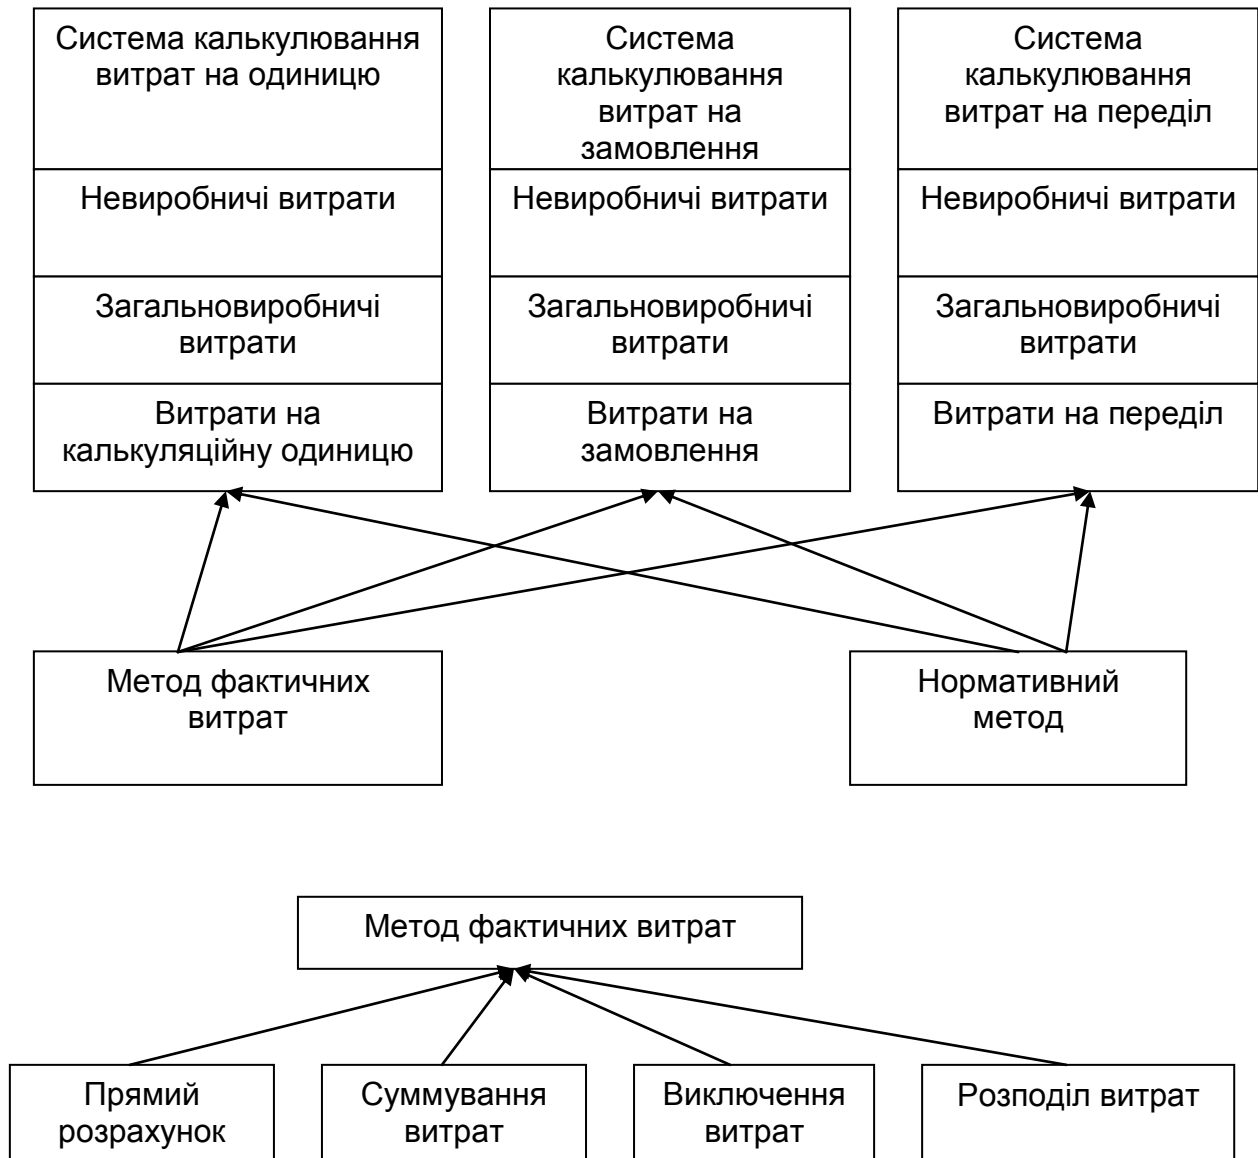 Система калькулювання
витрат на одиницю
Невиробничі витрати
Загальновиробничі
витрати
Витрати на
калькуляційну одиницю
Система
калькулювання
витрат на
замовлення
Невиробничі витрати
Загальновиробничі
витрати
Витрати на
замовлення
Система
калькулювання
витрат на переділ
Невиробничі витрати
Загальновиробничі
витрати
Витрати на переділ
Метод фактичних
витрат
Нормативний
метод
Метод фактичних витрат
Прямий
розрахунок
Суммування
витрат
Виключення
витрат
Розподіл витрат